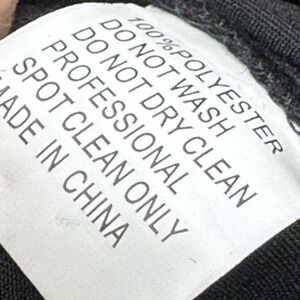 100%POLYESTER
DO NOT WASH
DO NOT DRY CLEAN
PROFESSIONAL
SPOT CLEAN ONLY
MADE IN CHINA